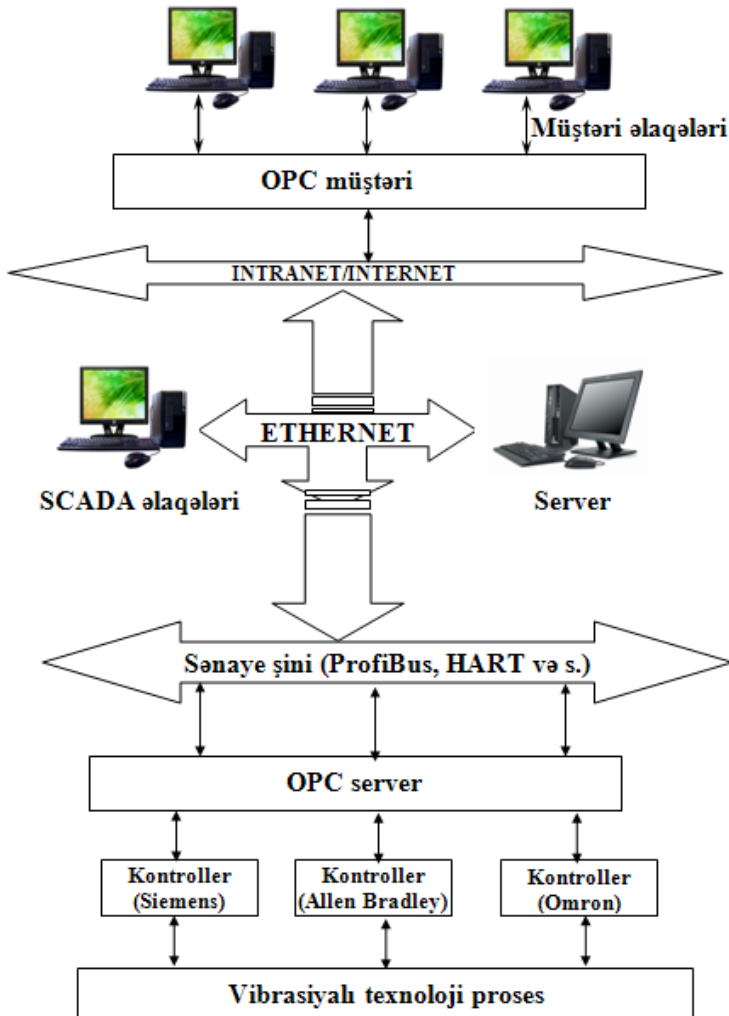 Müştəri əlaqələri
OPC müştəri
INTRANET/INTERNET
ETHERNET
SCADA əlaqələri
Server
Sənaye şini (ProfiBus, HART və s.)
OPC server
Kontroller
(Siemens)
Kontroller
(Allen Bradley)
Kontroller
(Omron)
Vibrasiyalı texnoloji proses